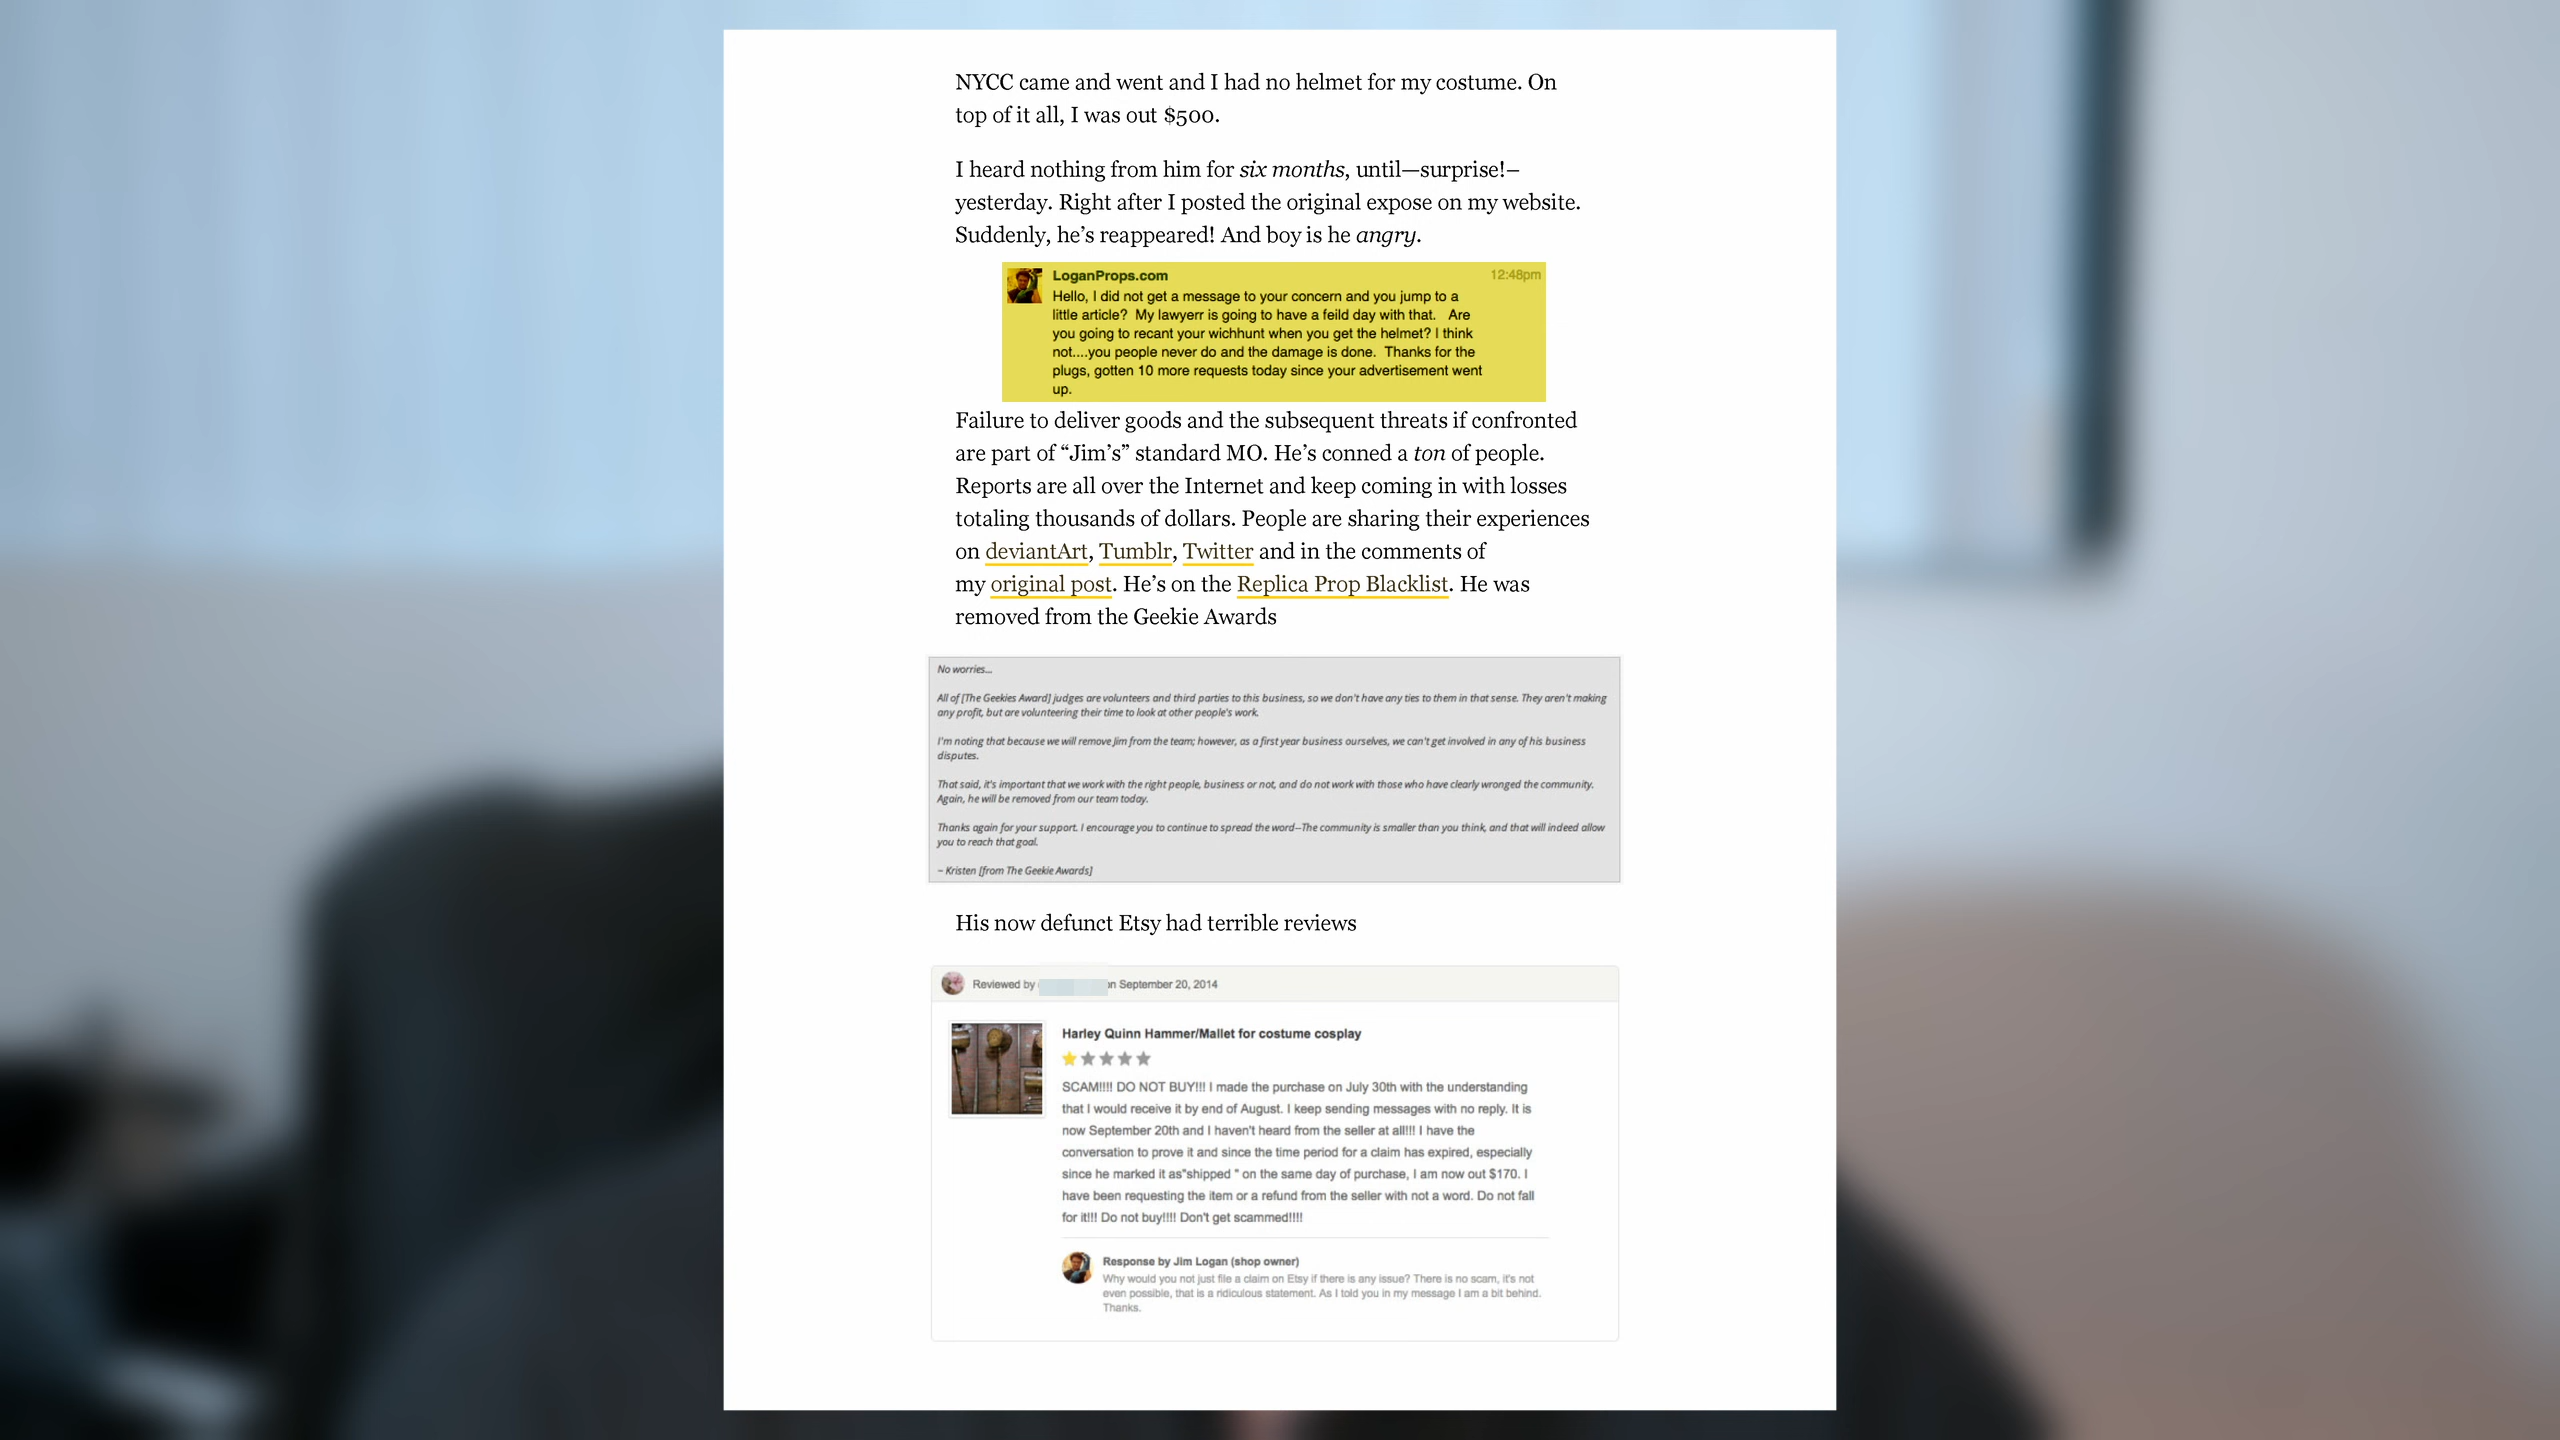 NYCC came and went and I had no helmet for my costume. On
top of it all, I was out $500.
I heard nothing from him for six months, until—surprise!–
yesterday. Right after I posted the original expose on my website.
Suddenly, he's reappeared! And boy is he angry.
LoganProps.com 12:48pm
Hello, I did not get a message to your concern and you jump to a
little article? My lawyerr is going to have a feild day with that. Are
you going to recant your wichhunt when you get the helmet? I think
not....you people never do and the damage is done. Thanks for the
plugs, gotten 10 more requests today since your advertisement went
up.
Failure to deliver goods and the subsequent threats if confronted
are part of “Jim’s” standard MO. He’s conned a ton of people.
Reports are all over the Internet and keep coming in with losses
totaling thousands of dollars. People are sharing their experiences
on deviantArt, Tumblr, Twitter and in the comments of
my original post. He’s on the Replica Prop Blacklist. He was
removed from the Geekie Awards
No worries...
All of [The Geekies Award] judges are volunteers and third parties to this business, so we don't have any ties to them in that sense. They aren't making
any profit, but are volunteering their time to look at other people's work.
I'm noting that because we will remove Jim from the team; however, as a first year business ourselves, we can't get involved in any of his business
disputes.
That said, it's important that we work with the right people, business or not, and do not work with those who have clearly wronged the community.
Again, he will be removed from our team today.
Thanks again for your support. I encourage you to continue to spread the word--The community is smaller than you think, and that will indeed allow
you to reach that goal.
~ Kristen [from The Geekie Awards]
His now defunct Etsy had terrible reviews
Reviewed by on September 20, 2014
Harley Quinn Hammer/Mallet for costume cosplay
SCAM!!!! DO NOT BUY!!! I made the purchase on July 30th with the understanding
that I would receive it by end of August. I keep sending messages with no reply. It is
now September 20th and I haven't heard from the seller at all!!! I have the
conversation to prove it and since the time period for a claim has expired, especially
since he marked it as"shipped " on the same day of purchase, I am now out $170. I
have been requesting the item or a refund from the seller with not a word. Do not fall
for it!!! Do not buy!!!! Don't get scammed!!!!
Response by Jim Logan (shop owner)
Why would you not just file a claim on Etsy if there is any issue? There is no scam, it's not
even possible, that is a ridiculous statement. As I told you in my message I am a bit behind.
Thanks.